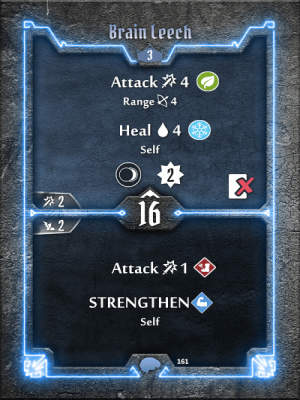 Brain Leech
3
Attack 4
Range 4
Heal 4
Self
2
2
16
2
Attack 1
STRENGTHEN
Self
161